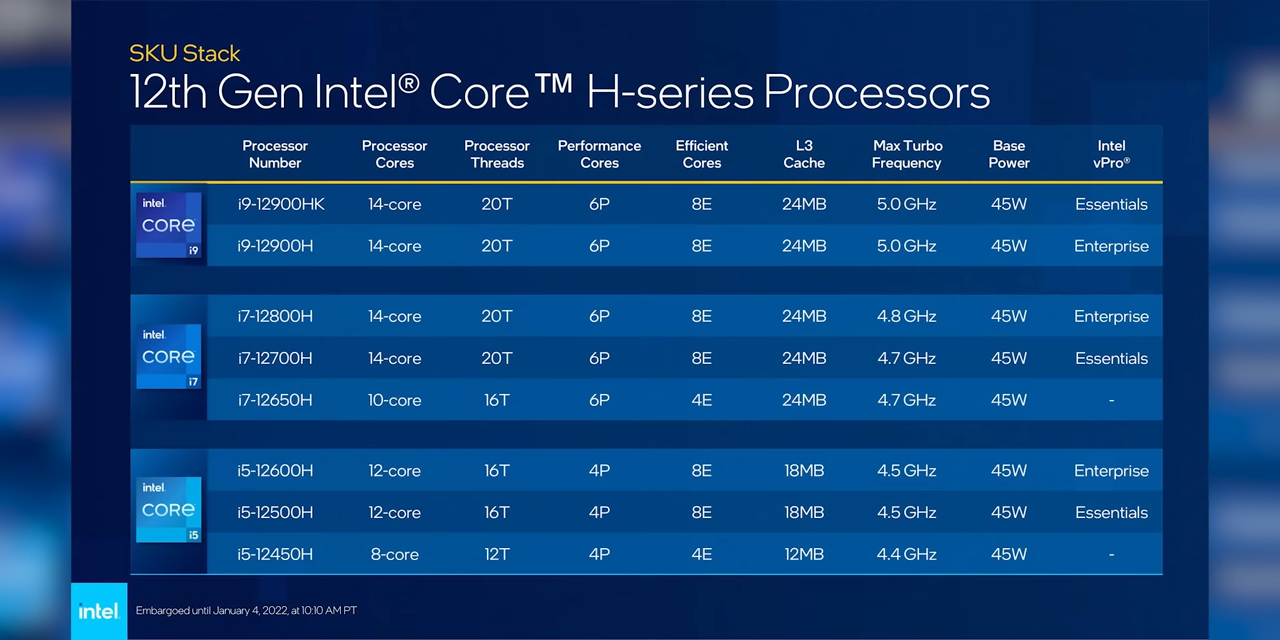 SKU Stack
12th Gen Intel® Core™ H-series Processors
Processor Number Processor Cores Processor Threads Performance Cores Efficient Cores L3 Cache Max Turbo Frequency Base Power Intel vPro®
intel CORE i9
i9-12900HK 14-core 20T 6P 8E 24MB 5.0 GHz 45W Essentials
i9-12900H 14-core 20T 6P 8E 24MB 5.0 GHz 45W Enterprise
intel CORE i7
i7-12800H 14-core 20T 6P 8E 24MB 4.8 GHz 45W Enterprise
i7-12700H 14-core 20T 6P 8E 24MB 4.7 GHz 45W Essentials
i7-12650H 10-core 16T 6P 4E 24MB 4.7 GHz 45W -
intel CORE i5
i5-12600H 12-core 16T 4P 8E 18MB 4.5 GHz 45W Enterprise
i5-12500H 12-core 16T 4P 8E 18MB 4.5 GHz 45W Essentials
i5-12450H 8-core 12T 4P 4E 12MB 4.4 GHz 45W -
intel. Embargoed until January 4, 2022, at 10:10 AM PT